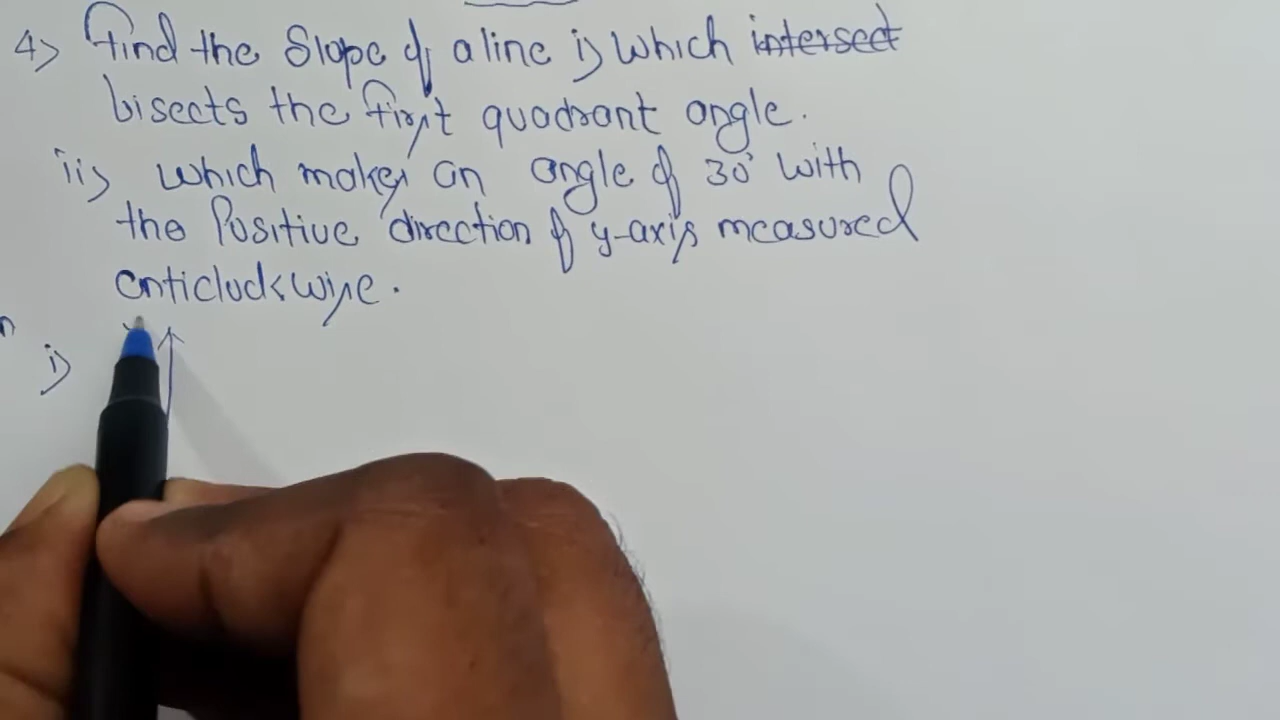 4) Find the Slope of a line i) which intersect
bisects the first quadrant angle.
ii) which makes an angle of 30° with
the Positive direction of y-axis measured
anticlockwise.
n
i)